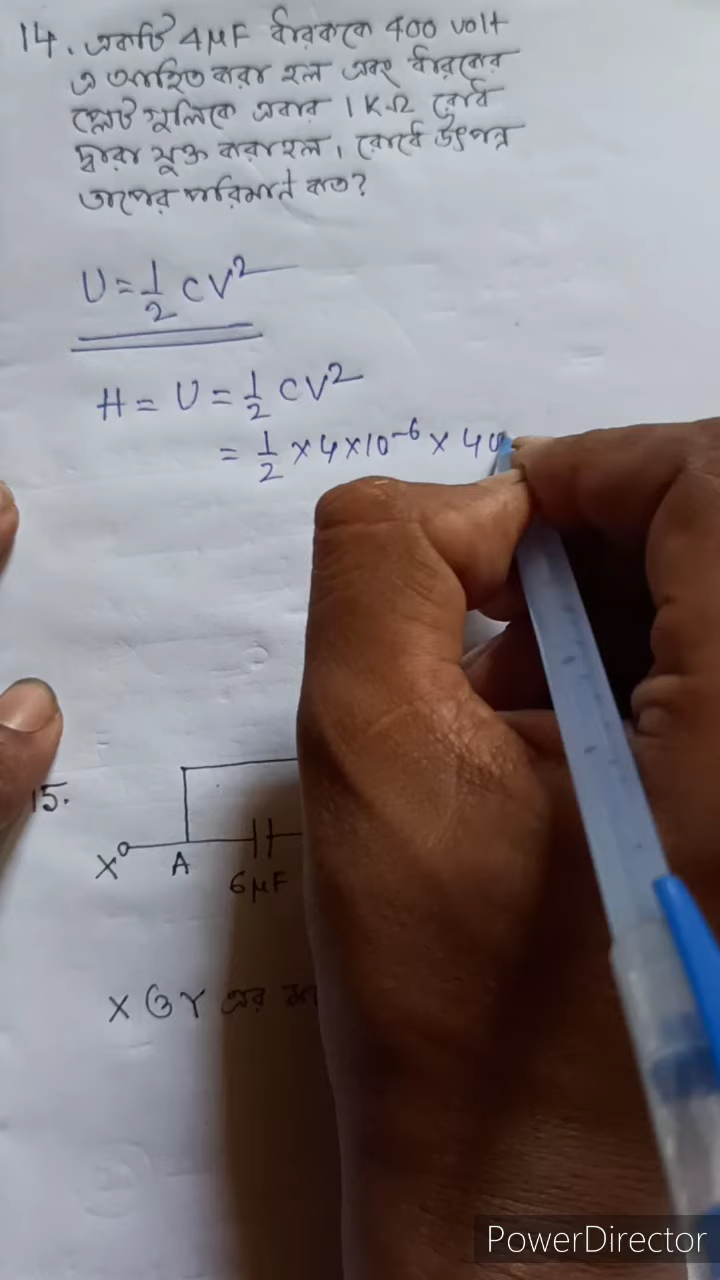 14. একটি 4μF ধারককে 400 volt
এ আহিত করা হল এবং ধারকের
প্লেট গুলিকে এবার 1 KΩ রোধ
দ্বারা যুক্ত করা হল। রোধে উৎপন্ন
তাপের পরিমাণ কত?
U = 1/2 CV²
H = U = 1/2 CV²
= 1/2 × 4 × 10⁻⁶ × 40
15.
X A
6μF
X ও Y এর
PowerDirector